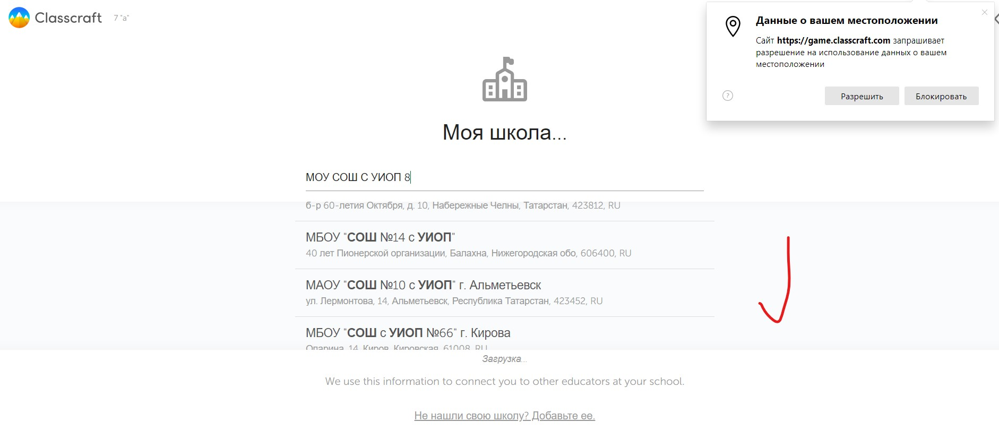 Classcraft 7 "а"
Данные о вашем местоположении
Сайт https://game.classcraft.com запрашивает
разрешение на использование данных о вашем
местоположении
?
Разрешить Блокировать
Моя школа...
МОУ СОШ С УИОП 8
б-р 60-летия Октября, д. 10, Набережные Челны, Татарстан, 423812, RU
МБОУ "СОШ №14 с УИОП"
40 лет Пионерской организации, Балахна, Нижегородская обо, 606400, RU
МАОУ "СОШ №10 с УИОП" г. Альметьевск
ул. Лермонтова, 14, Альметьевск, Республика Татарстан, 423452, RU
МБОУ "СОШ с УИОП №66" г. Кирова
Опарина, 14, Киров, Кировская, 61008, RU
Загрузка...
We use this information to connect you to other educators at your school.
Не нашли свою школу? Добавьте ее.